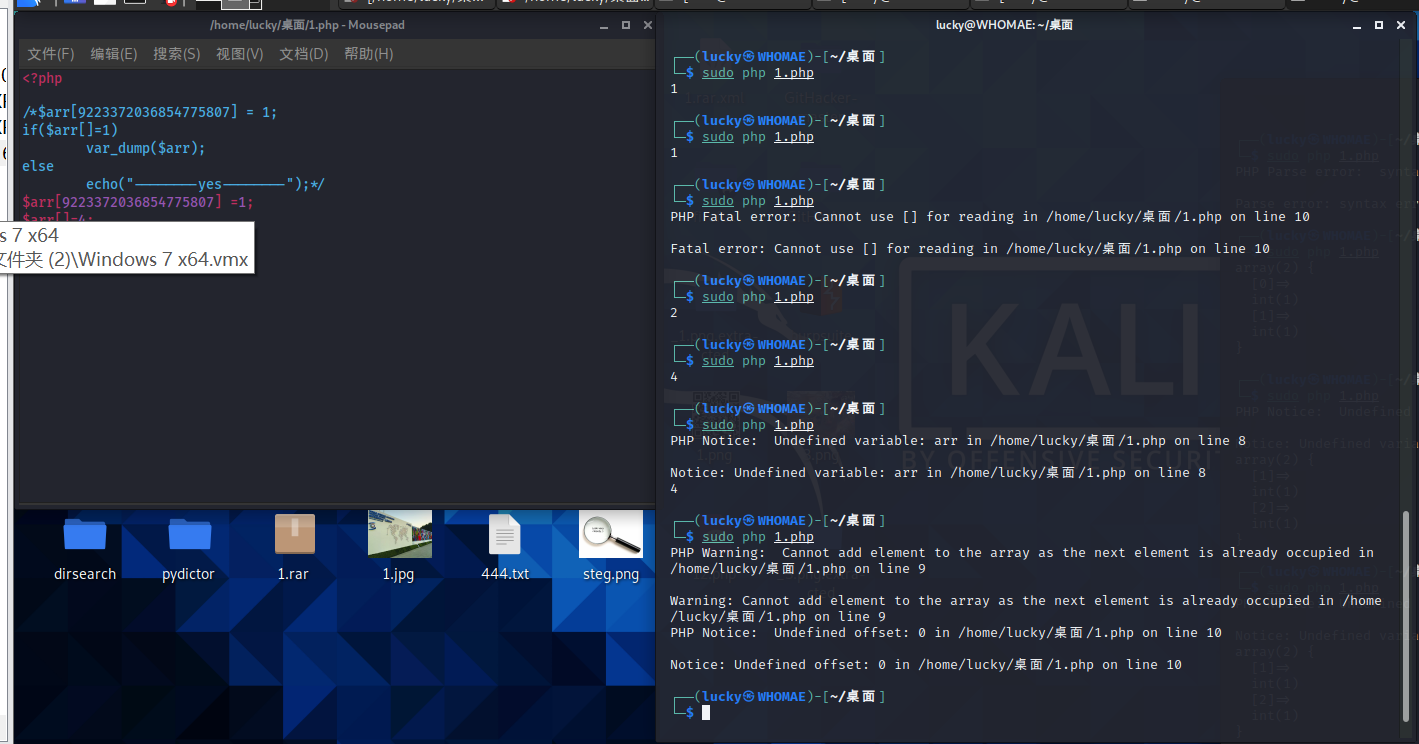 /home/lucky/桌面/1.php - Mousepad
文件(F) 编辑(E) 搜索(S) 视图(V) 文档(D) 帮助(H)
<?php
/*$arr[9223372036854775807] = 1;
if($arr[]=1)
var_dump($arr);
else
echo("————————yes————————");*/
$arr[9223372036854775807] =1;
$arr[]=4;
s 7 x64
文件夹 (2)\Windows 7 x64.vmx
dirsearch
pydictor
1.rar
1.jpg
444.txt
steg.png
lucky@WHOMAE: ~/桌面
┌──(lucky㉿WHOMAE)-[~/桌面]
└─$ sudo php 1.php
1
┌──(lucky㉿WHOMAE)-[~/桌面]
└─$ sudo php 1.php
1
┌──(lucky㉿WHOMAE)-[~/桌面]
└─$ sudo php 1.php
PHP Fatal error:  Cannot use [] for reading in /home/lucky/桌面/1.php on line 10
Fatal error: Cannot use [] for reading in /home/lucky/桌面/1.php on line 10
┌──(lucky㉿WHOMAE)-[~/桌面]
└─$ sudo php 1.php
2
┌──(lucky㉿WHOMAE)-[~/桌面]
└─$ sudo php 1.php
4
┌──(lucky㉿WHOMAE)-[~/桌面]
└─$ sudo php 1.php
PHP Notice:  Undefined variable: arr in /home/lucky/桌面/1.php on line 8
Notice: Undefined variable: arr in /home/lucky/桌面/1.php on line 8
4
┌──(lucky㉿WHOMAE)-[~/桌面]
└─$ sudo php 1.php
PHP Warning:  Cannot add element to the array as the next element is already occupied in
/home/lucky/桌面/1.php on line 9
Warning: Cannot add element to the array as the next element is already occupied in /home
/lucky/桌面/1.php on line 9
PHP Notice:  Undefined offset: 0 in /home/lucky/桌面/1.php on line 10
Notice: Undefined offset: 0 in /home/lucky/桌面/1.php on line 10
┌──(lucky㉿WHOMAE)-[~/桌面]
└─$
KALI
BY OFFENSIVE SECURI